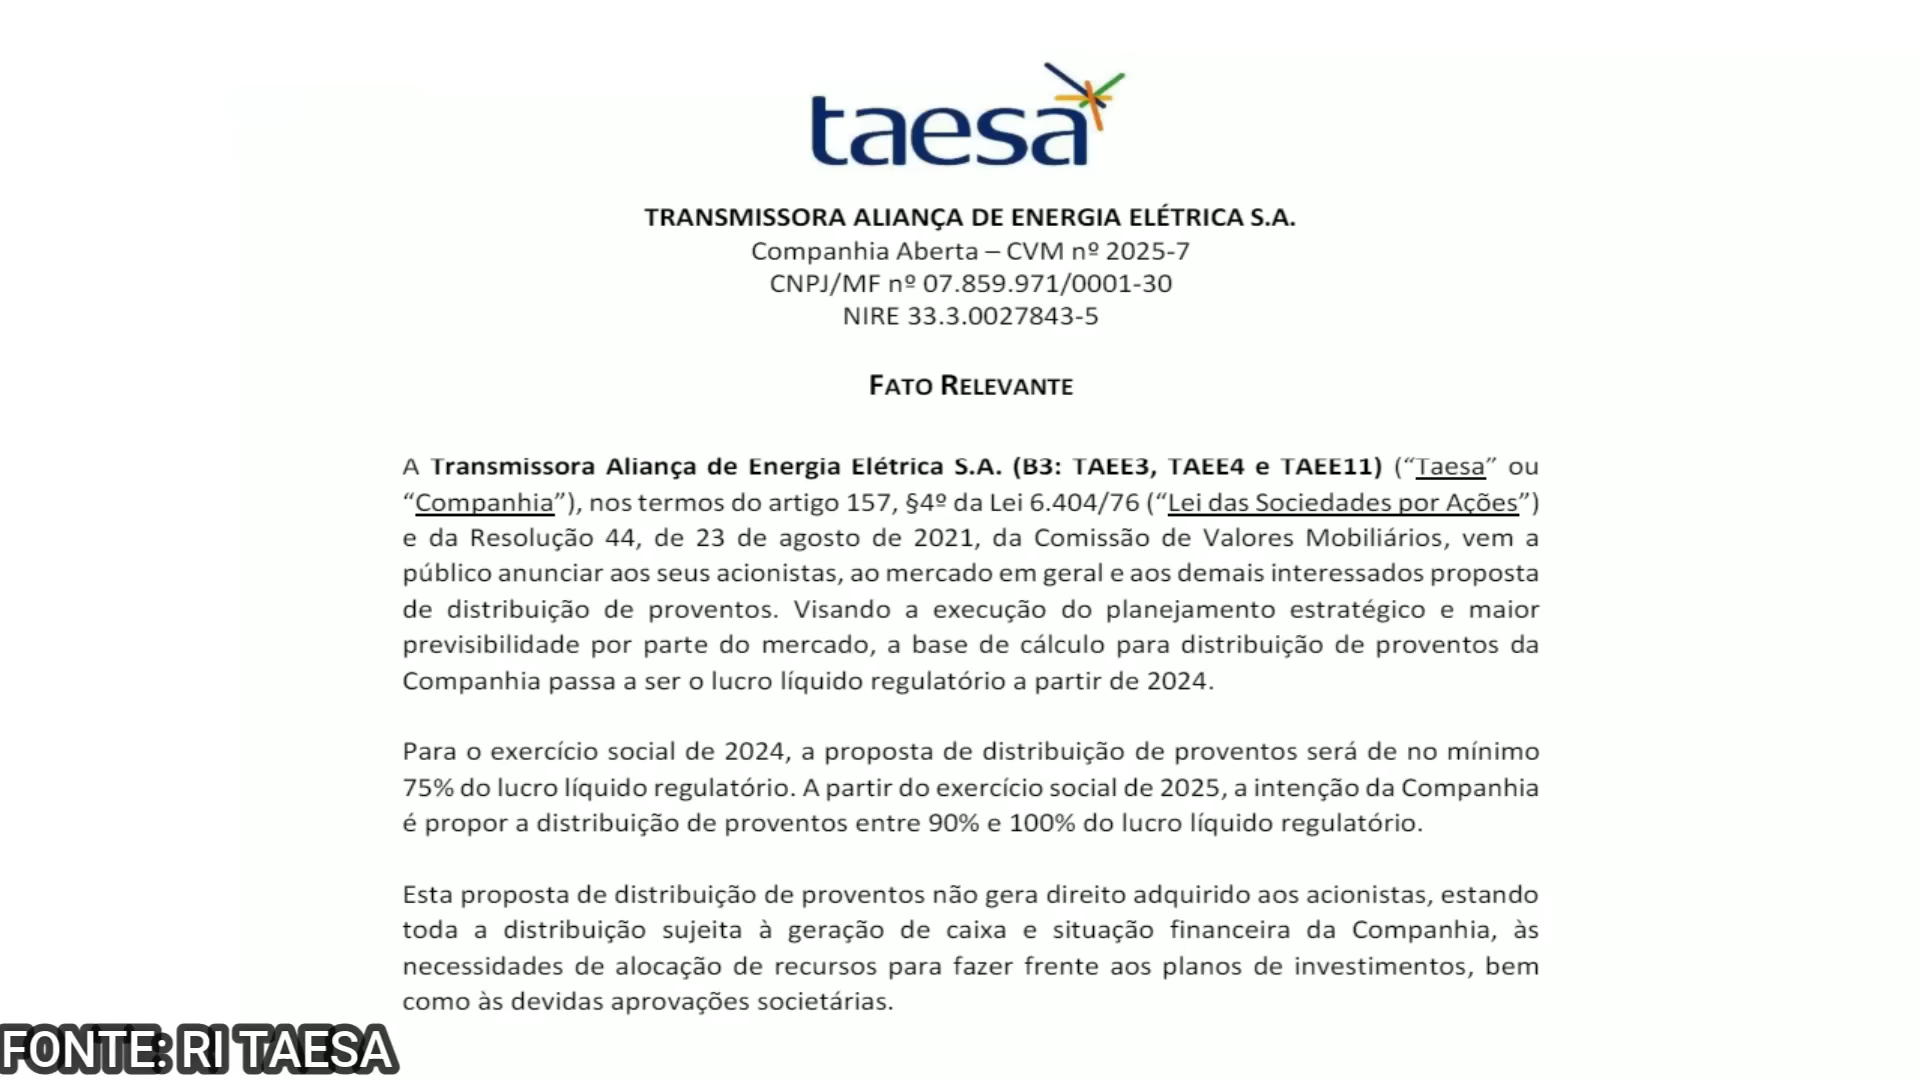 taesa
TRANSMISSORA ALIANÇA DE ENERGIA ELÉTRICA S.A.
Companhia Aberta – CVM nº 2025-7
CNPJ/MF nº 07.859.971/0001-30
NIRE 33.3.0027843-5
FATO RELEVANTE
A Transmissora Aliança de Energia Elétrica S.A. (B3: TAEE3, TAEE4 e TAEE11) (“Taesa” ou
“Companhia”), nos termos do artigo 157, §4º da Lei 6.404/76 (“Lei das Sociedades por Ações”)
e da Resolução 44, de 23 de agosto de 2021, da Comissão de Valores Mobiliários, vem a
público anunciar aos seus acionistas, ao mercado em geral e aos demais interessados proposta
de distribuição de proventos. Visando a execução do planejamento estratégico e maior
previsibilidade por parte do mercado, a base de cálculo para distribuição de proventos da
Companhia passa a ser o lucro líquido regulatório a partir de 2024.
Para o exercício social de 2024, a proposta de distribuição de proventos será de no mínimo
75% do lucro líquido regulatório. A partir do exercício social de 2025, a intenção da Companhia
é propor a distribuição de proventos entre 90% e 100% do lucro líquido regulatório.
Esta proposta de distribuição de proventos não gera direito adquirido aos acionistas, estando
toda a distribuição sujeita à geração de caixa e situação financeira da Companhia, às
necessidades de alocação de recursos para fazer frente aos planos de investimentos, bem
como às devidas aprovações societárias.
FONTE: RI TAESA